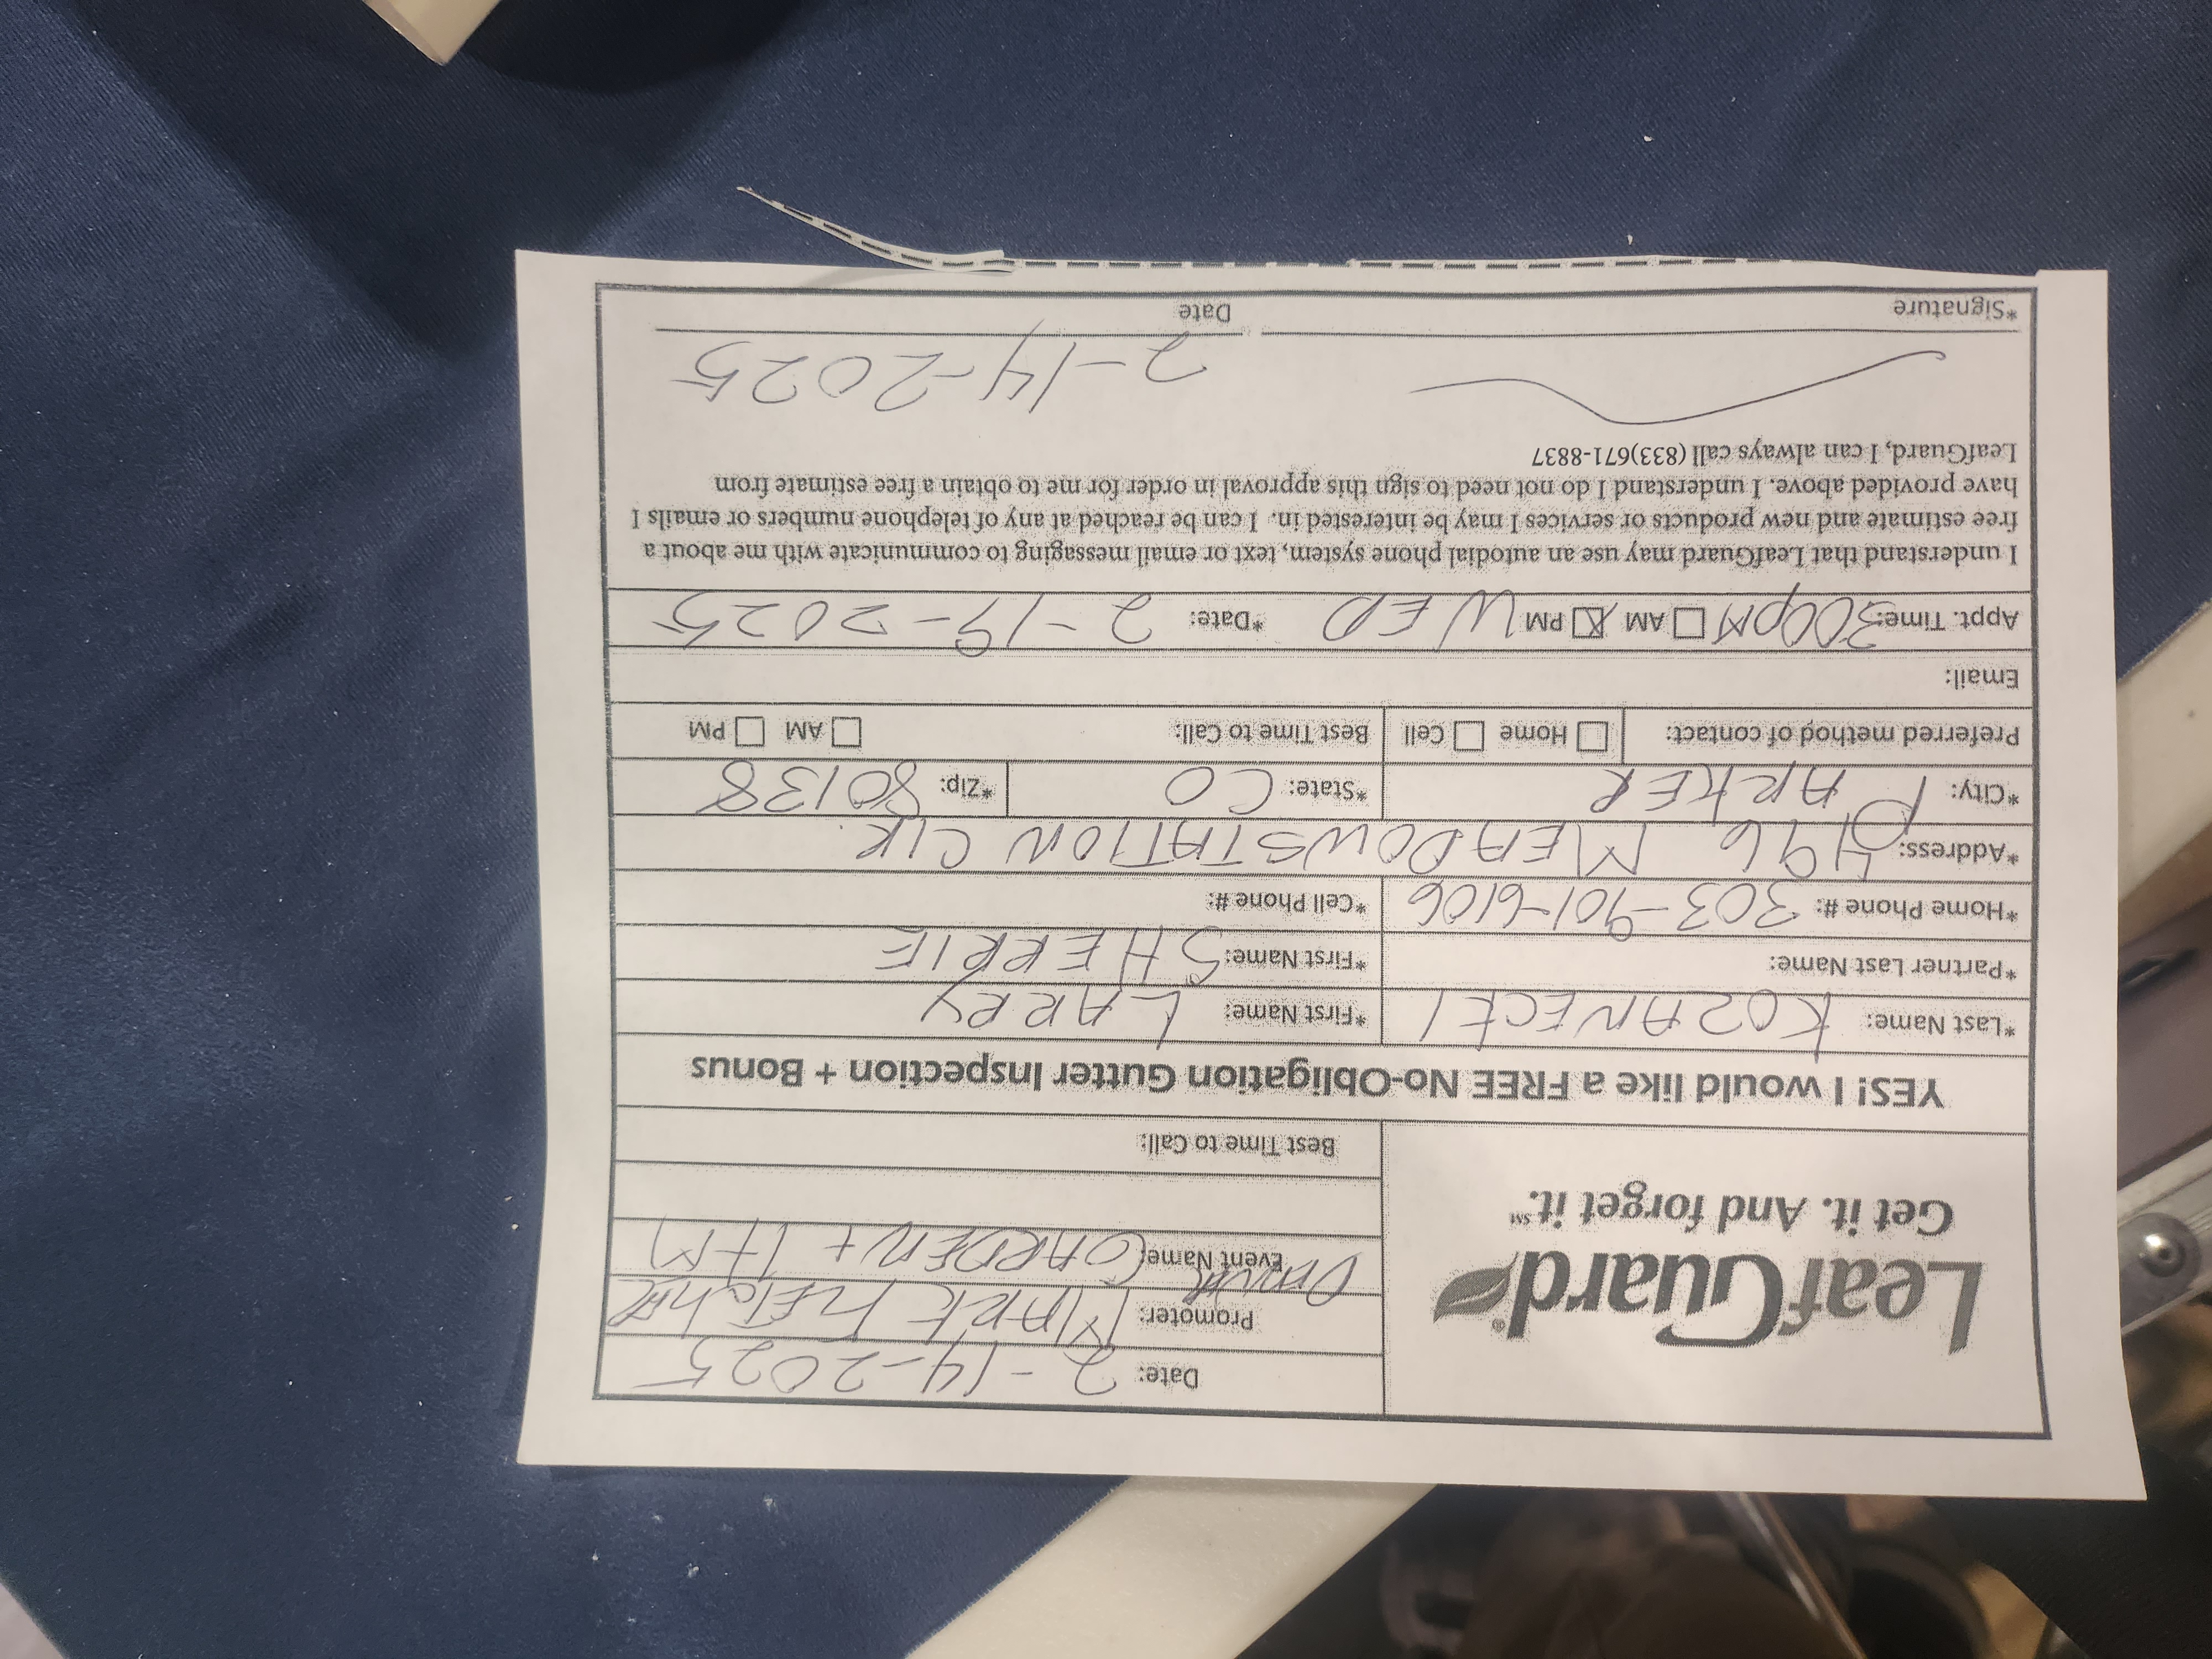 LeafGuard®
Get it. And forget it.℠
Date: 2-14-2025
Promoter: MARK
Event Name: GARDEN + HM
Best Time to Call:
YES! I would like a FREE No-Obligation Gutter Inspection + Bonus
*Last Name: KOZANECKI *First Name: LARRY
*Partner Last Name: *First Name: SHERRIE
*Home Phone #: 303-901-6106 *Cell Phone #:
*Address: 5496 MEADOWSTATION CIR.
*City: PARKER *State: CO *Zip: 80138
Preferred method of contact: Home Cell Best Time to Call: AM PM
Email:
Appt. Time: 300PM AM PM WED *Date: 2-19-2025
I understand that LeafGuard may use an autodial phone system, text or email messaging to communicate with me about a
free estimate and new products or services I may be interested in. I can be reached at any of telephone numbers or emails I
have provided above. I understand I do not need to sign this approval in order for me to obtain a free estimate from
LeafGuard, I can always call (833)671-8837
2-14-2025
*Signature Date